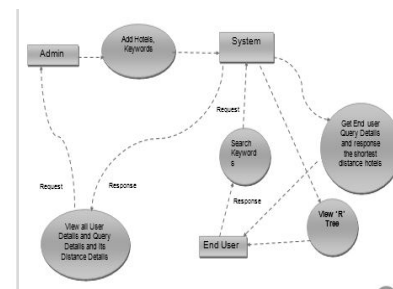 Admin
Add Hotels,
Keywords
System
Request
Search
Keyword
s
Get End user
Query Details
and response
the shortest
distance hotels
Request
Response
Response
View all User
Details and Query
Details and Its
Distance Details
End User
View "R"
Tree